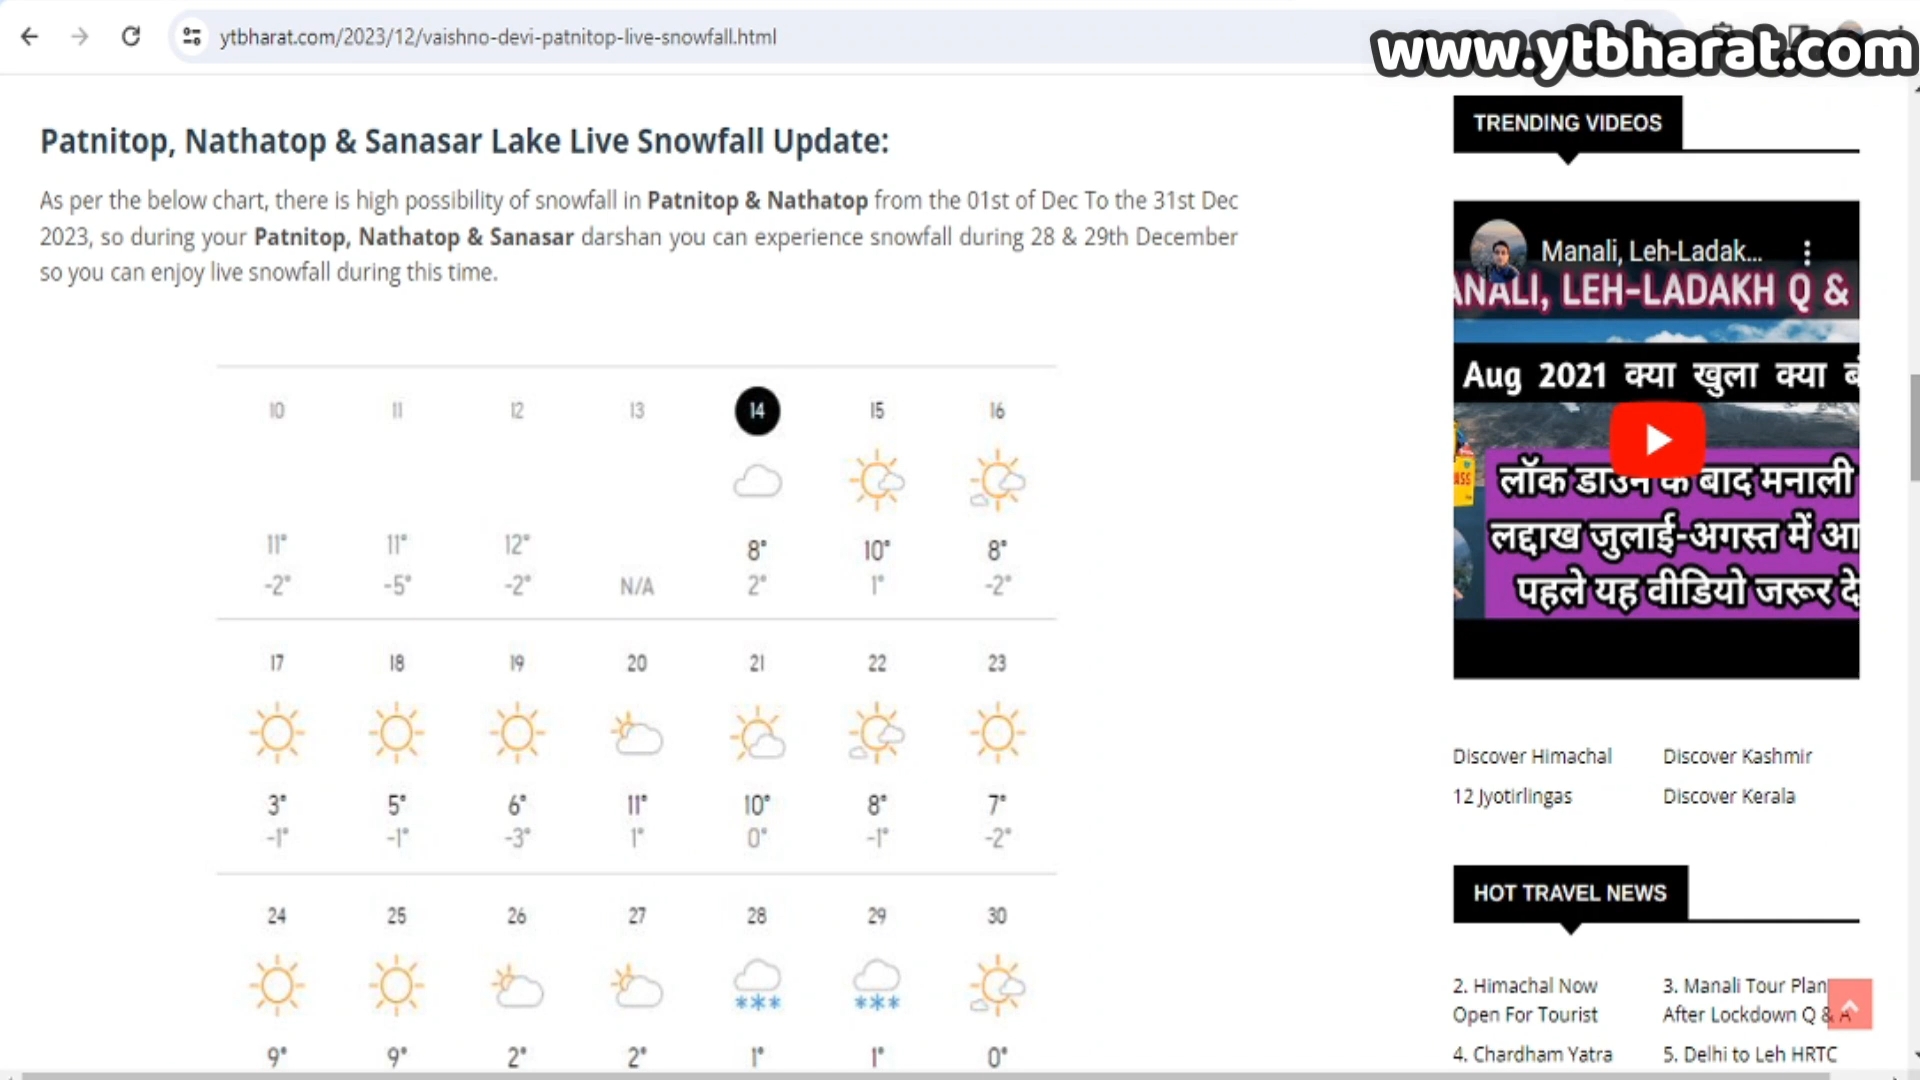 ytbharat.com/2023/12/vaishno-devi-patnitop-live-snowfall.html
www.ytbharat.com
Patnitop, Nathatop & Sanasar Lake Live Snowfall Update:
As per the below chart, there is high possibility of snowfall in Patnitop & Nathatop from the 01st of Dec To the 31st Dec
2023, so during your Patnitop, Nathatop & Sanasar darshan you can experience snowfall during 28 & 29th December
so you can enjoy live snowfall during this time.
10 11 12 13 14 15 16
11° 11° 12° 8° 10° 8°
-2° -5° -2° N/A 2° 1° -2°
17 18 19 20 21 22 23
3° 5° 6° 11° 10° 8° 7°
-1° -1° -3° 1° 0° -1° -2°
24 25 26 27 28 29 30
9° 9° 2° 2° 1° 1° 0°
TRENDING VIDEOS
Manali, Leh-Ladak...
ANALI, LEH-LADAKH Q &
Aug 2021 क्या खुला क्या
लॉक डाउन के बाद मनाली
लद्दाख जुलाई-अगस्त में आ
पहले यह वीडियो जरूर दे
Discover Himachal Discover Kashmir
12 Jyotirlingas Discover Kerala
HOT TRAVEL NEWS
2. Himachal Now 3. Manali Tour Plan
Open For Tourist After Lockdown Q & A
4. Chardham Yatra 5. Delhi to Leh HRTC